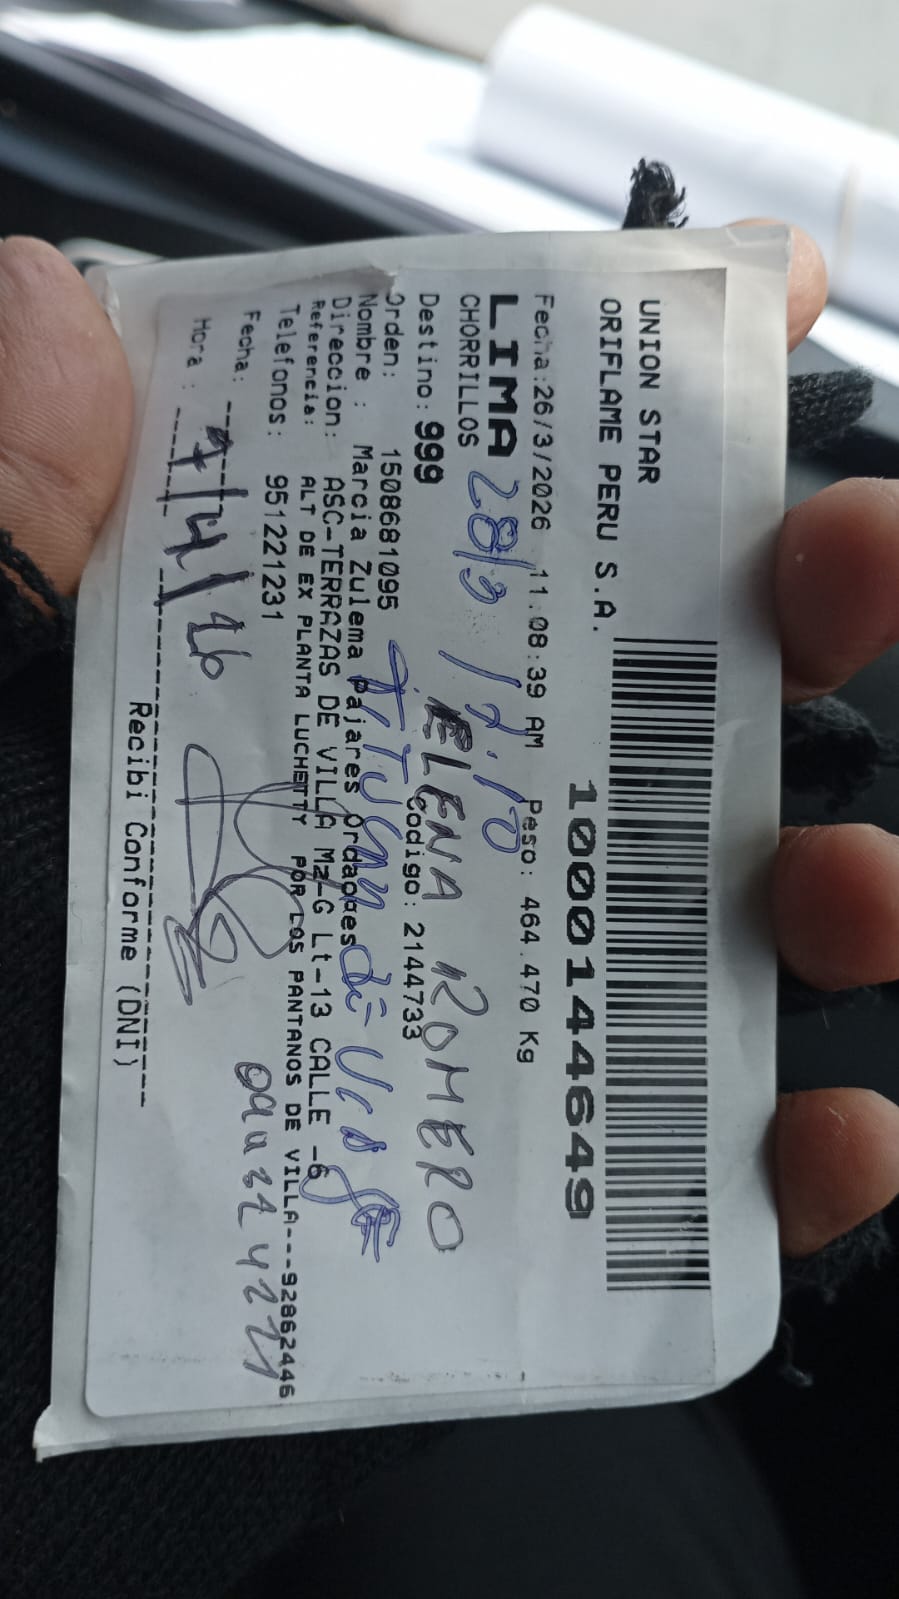 UNION STAR
ORIFLAME PERU S.A.
1000144649
Fecha:26/3/2026 11:08:39 AM Peso: 464.470 Kg
LIMA 28/3 17:10
CHORRILLOS
ELENA ROMERO
Destino: 999 Codigo: 2144733
Orden: 1508681095
Nombre : Marcia Zulema Pajares Ordaques
Direccion: ASC-TERRAZAS DE VILLA Mz-G Lt-13 CALLE -6
Referencia: ALT DE EX PLANTA LUCHETTY POR LOS PANTANOS DE VILLA---92862446
Telefonos: 951221231
Fecha: 7/4/26
Hora :
Recibi Conforme (DNI)